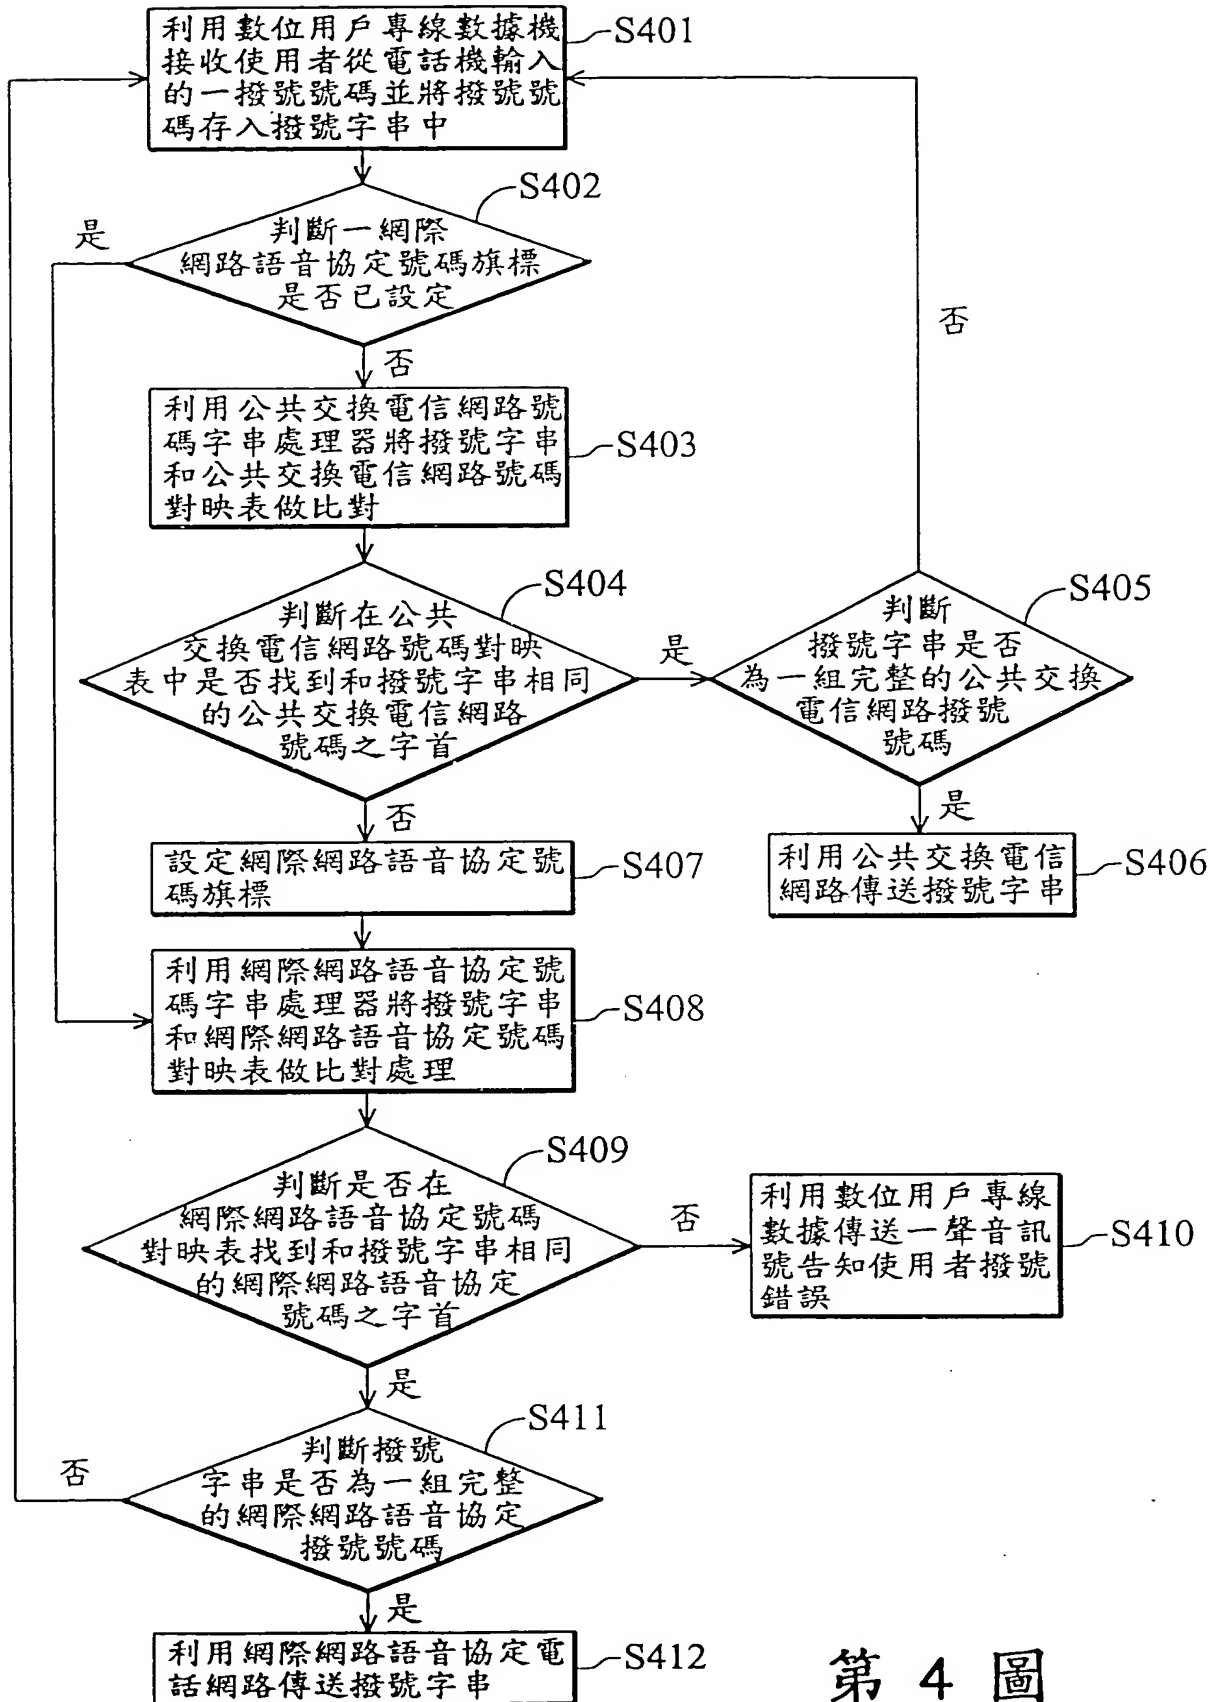 利用數位用戶專線數據機
接收使用者從電話機輸入
的一撥號號碼並將撥號號
碼存入撥號字串中
S401
S402
是
判斷一網際
網路語音協定號碼旗標
是否已設定
否
否
利用公共交換電信網路號
碼字串處理器將撥號字串
和公共交換電信網路號碼
對映表做比對
S403
S404
判斷在公共
交換電信網路號碼對映
表中是否找到和撥號字串相同
的公共交換電信網路
號碼之字首
是
S405
判斷
撥號字串是否
為一組完整的公共交換
電信網路撥號
號碼
否
是
設定網際網路語音協定號
碼旗標
S407
利用公共交換電信
網路傳送撥號字串
S406
利用網際網路語音協定號
碼字串處理器將撥號字串
和網際網路語音協定號碼
對映表做比對處理
S408
S409
判斷是否在
網際網路語音協定號碼
對映表找到和撥號字串相同
的網際網路語音協定
號碼之字首
否
利用數位用戶專線
數據傳送一聲音訊
號告知使用者撥號
錯誤
S410
是
S411
否
判斷撥號
字串是否為一組完整
的網際網路語音協定
撥號號碼
是
利用網際網路語音協定電
話網路傳送撥號字串
S412
第 4 圖